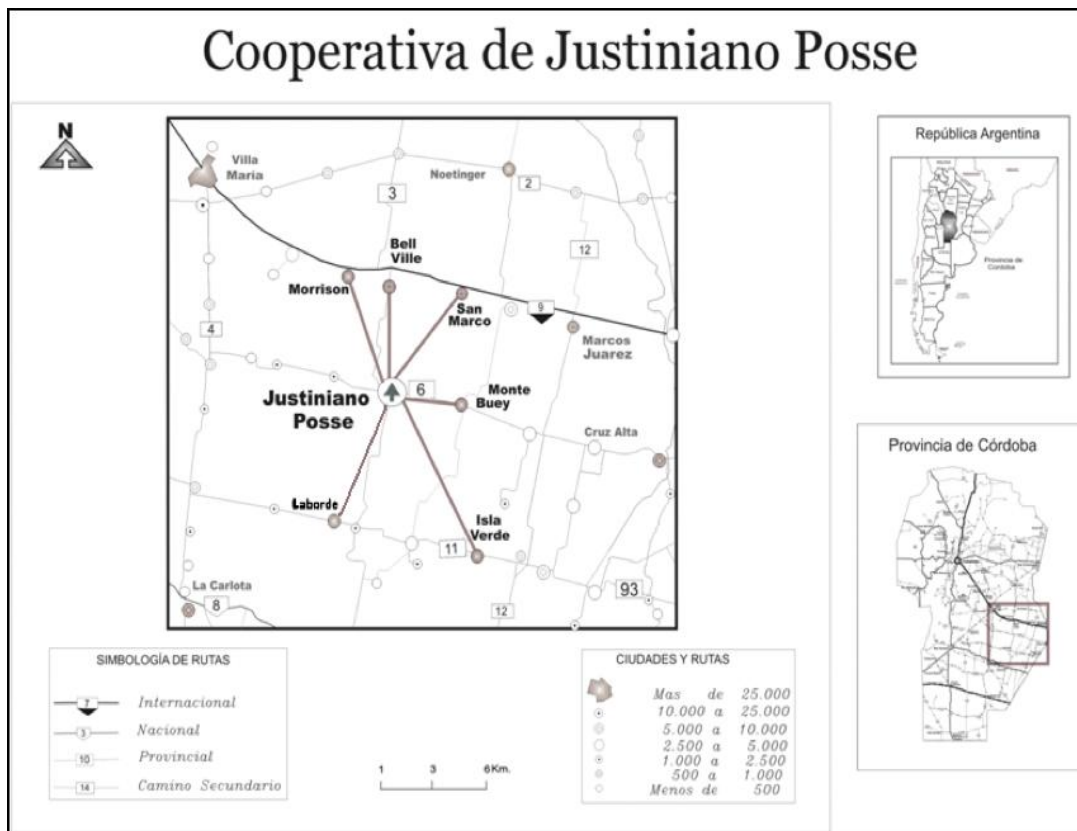 Cooperativa de Justiniano Posse
N
Villa
Maria
3
Noetinger
2
12
Bell
Ville
Morrison
San
Marco
9
4
Marcos
Juarez
Justiniano
Posse
6
Monte
Buey
Cruz Alta
Laborde
Isla
Verde
11
La Carlota
8
12
93
República Argentina
Provincia de
Córdoba
Provincia de Córdoba
SIMBOLOGÍA DE RUTAS
7 Internacional
3 Nacional
10 Provincial
14 Camino Secundario
1 3 6 Km.
CIUDADES Y RUTAS
Mas de 25.000
10.000 a 25.000
5.000 a 10.000
2.500 a 5.000
1.000 a 2.500
500 a 1.000
Menos de 500